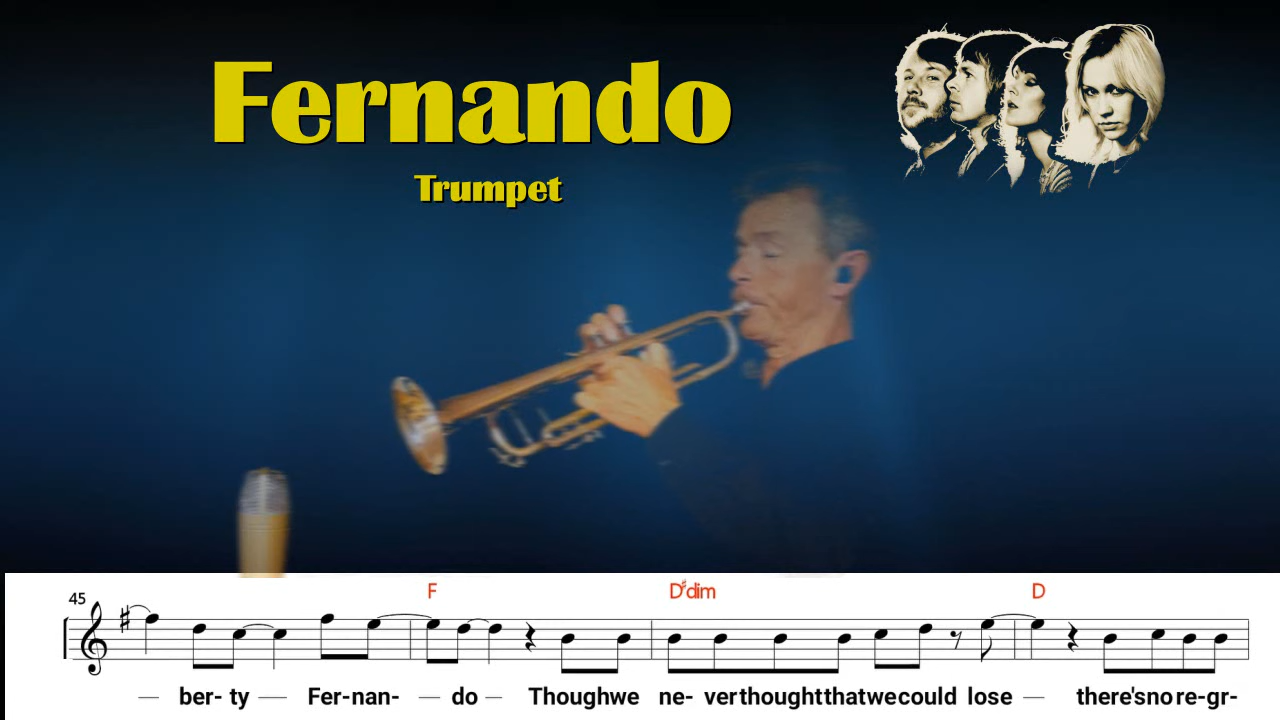 Fernando
Trumpet
45
F D♯dim D
— ber- ty — Fer-nan- — do — Thoughwe ne- verthoughtthatwecould lose — there'snore-gr-